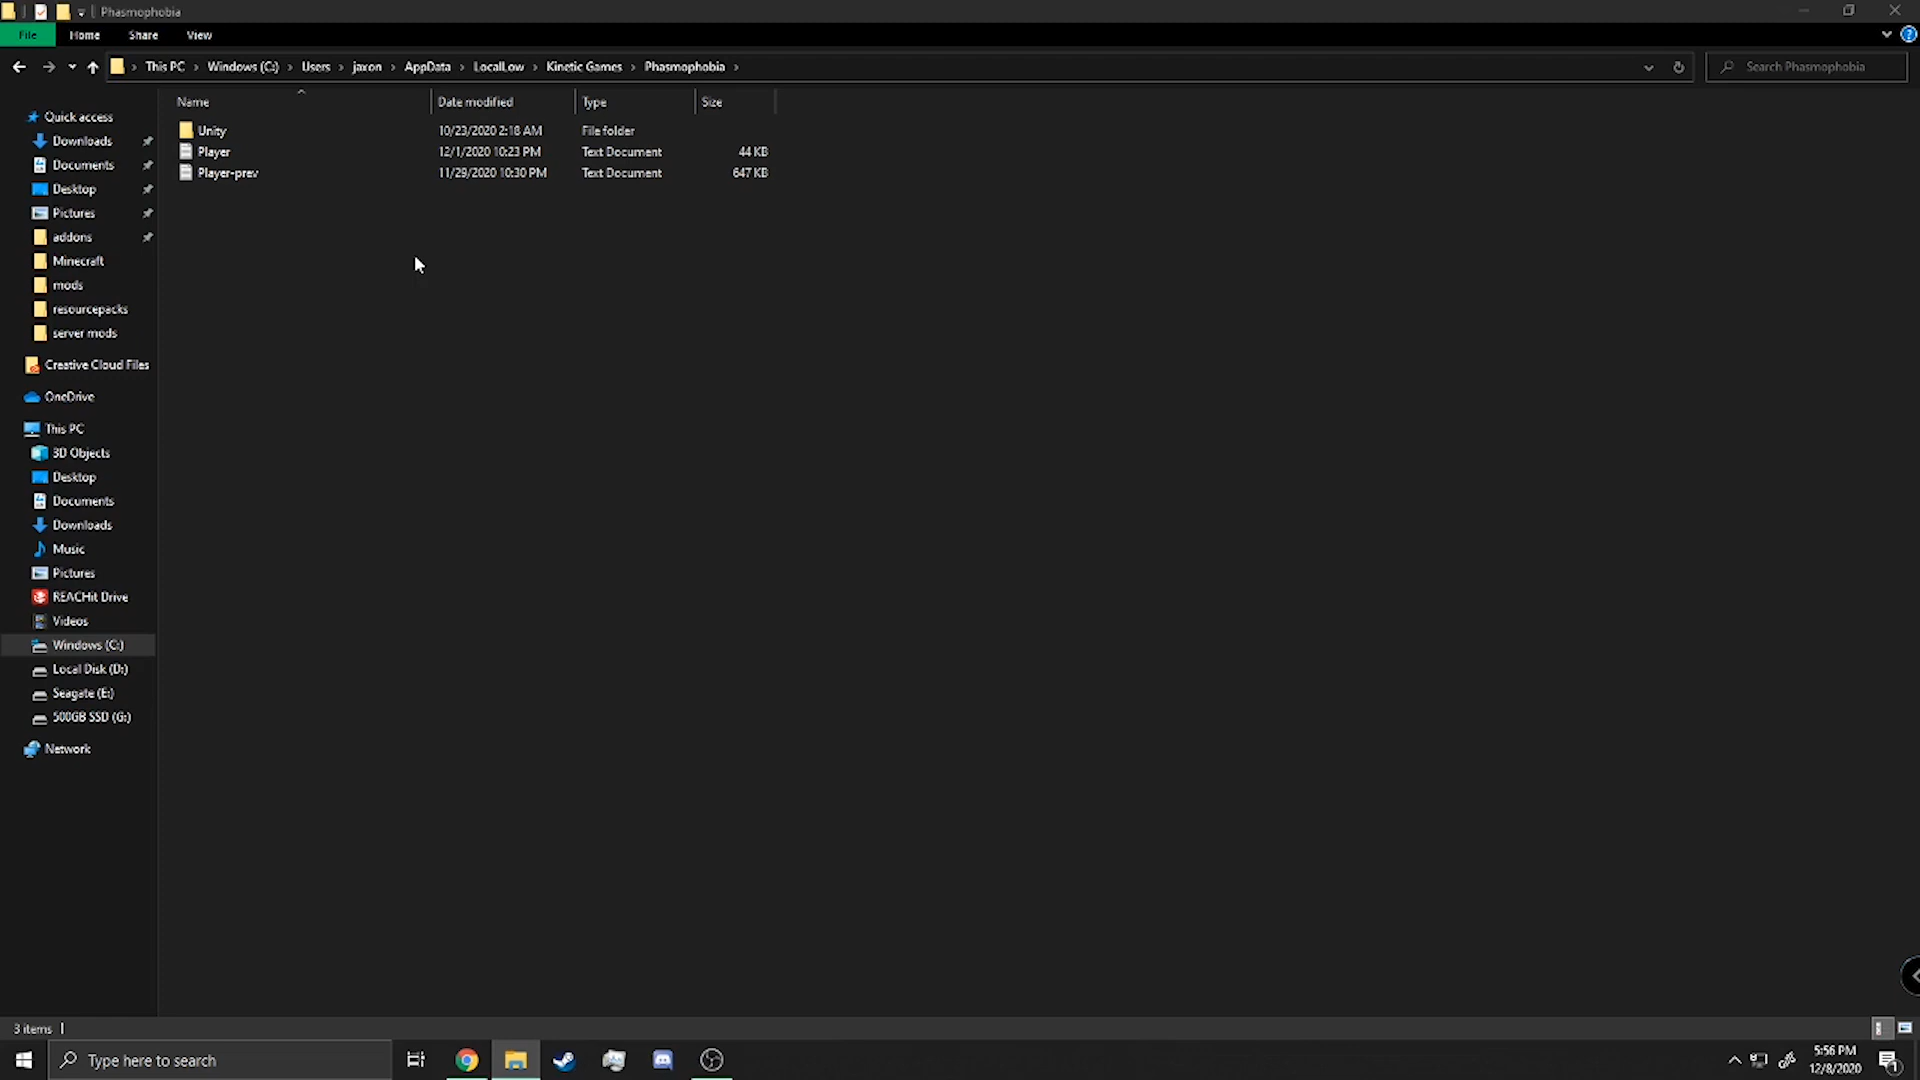 Phasmophobia
File Home Share View
This PC Windows (C:) Users jaxon AppData LocalLow Kinetic Games Phasmophobia
Search Phasmophobia
Name Date modified Type Size
Unity 10/23/2020 2:18 AM File folder
Player 12/1/2020 10:23 PM Text Document 44 KB
Player-prev 11/29/2020 10:30 PM Text Document 647 KB
Quick access
Downloads
Documents
Desktop
Pictures
addons
Minecraft
mods
resourcepacks
server mods
Creative Cloud Files
OneDrive
This PC
3D Objects
Desktop
Documents
Downloads
Music
Pictures
REACHit Drive
Videos
Windows (C:)
Local Disk (D:)
Seagate (E:)
500GB SSD (G:)
Network
3 items
Type here to search
5:56 PM
12/8/2020
1